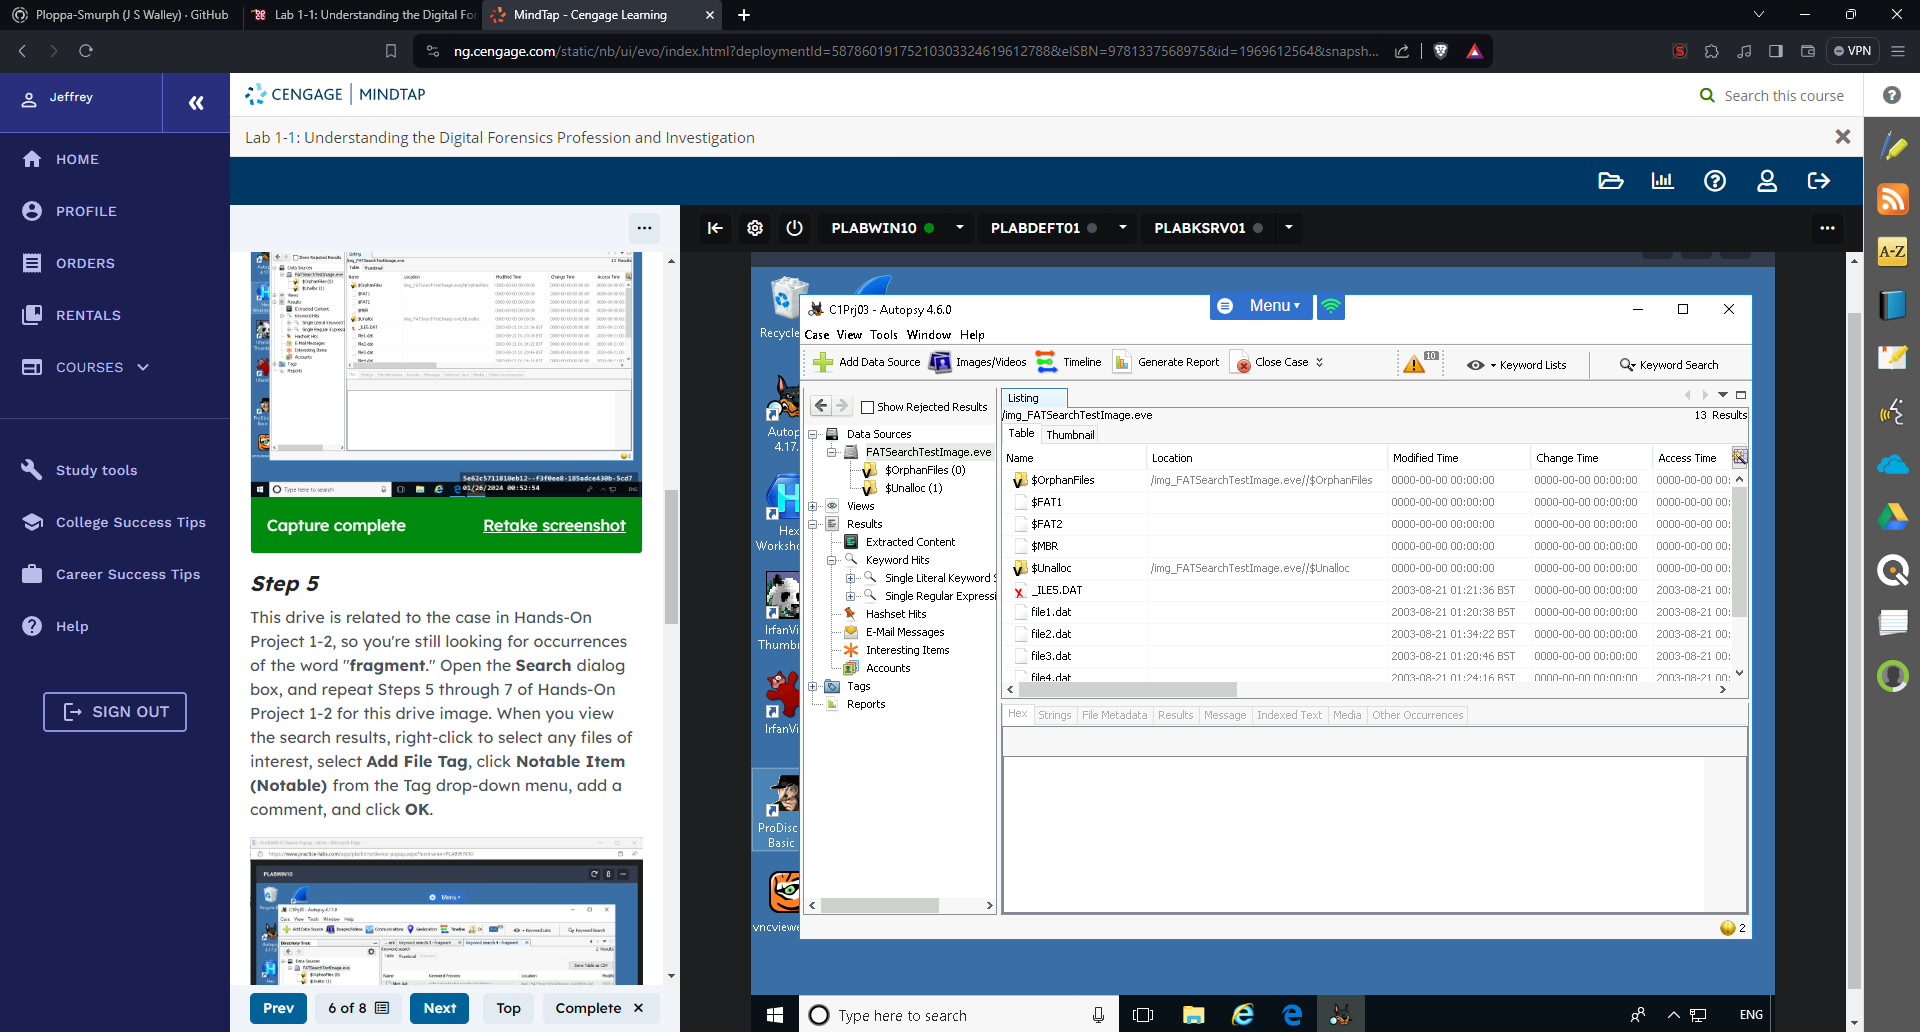 Ploppa-Smurph (J S Walley) · GitHub
Lab 1-1: Understanding the Digital Fo
MindTap - Cengage Learning
ng.cengage.com/static/nb/ui/evo/index.html?deploymentId=58786019175210303324619612788&eISBN=9781337568975&id=1969612564&snapsh...
VPN
Jeffrey
HOME
PROFILE
ORDERS
RENTALS
COURSES
Study tools
College Success Tips
Career Success Tips
Help
SIGN OUT
CENGAGE | MINDTAP
Search this course
Lab 1-1: Understanding the Digital Forensics Profession and Investigation
Type here to search
01/26/2024 00:52:54
Capture complete
Retake screenshot
Step 5
This drive is related to the case in Hands-On
Project 1-2, so you're still looking for occurrences
of the word "fragment." Open the Search dialog
box, and repeat Steps 5 through 7 of Hands-On
Project 1-2 for this drive image. When you view
the search results, right-click to select any files of
interest, select Add File Tag, click Notable Item
(Notable) from the Tag drop-down menu, add a
comment, and click OK.
PLABWIN10
Menu
Prev
6 of 8
Next
Top
Complete
PLABWIN10
PLABDEFT01
PLABKSRV01
Recycle
Autop
4.17.
Hex
Worksho
IrfanVi
Thumbn
IrfanVi
ProDisc
Basic
vncviewe
C1Prj03 - Autopsy 4.6.0
Menu
Case View Tools Window Help
Add Data Source
Images/Videos
Timeline
Generate Report
Close Case
10
Keyword Lists
Keyword Search
Show Rejected Results
Data Sources
FATSearchTestImage.eve
$OrphanFiles (0)
$Unalloc (1)
Views
Results
Extracted Content
Keyword Hits
Single Literal Keyword S
Single Regular Expressi
Hashset Hits
E-Mail Messages
Interesting Items
Accounts
Tags
Reports
Listing
/img_FATSearchTestImage.eve
13 Results
Table Thumbnail
Name Location Modified Time Change Time Access Time
$OrphanFiles /img_FATSearchTestImage.eve//$OrphanFiles 0000-00-00 00:00:00 0000-00-00 00:00:00 0000-00-00 00:
$FAT1 0000-00-00 00:00:00 0000-00-00 00:00:00 0000-00-00 00:
$FAT2 0000-00-00 00:00:00 0000-00-00 00:00:00 0000-00-00 00:
$MBR 0000-00-00 00:00:00 0000-00-00 00:00:00 0000-00-00 00:
$Unalloc /img_FATSearchTestImage.eve//$Unalloc 0000-00-00 00:00:00 0000-00-00 00:00:00 0000-00-00 00:
_ILE5.DAT 2003-08-21 01:21:36 BST 0000-00-00 00:00:00 2003-08-21 00:
file1.dat 2003-08-21 01:20:38 BST 0000-00-00 00:00:00 2003-08-21 00:
file2.dat 2003-08-21 01:34:22 BST 0000-00-00 00:00:00 2003-08-21 00:
file3.dat 2003-08-21 01:20:46 BST 0000-00-00 00:00:00 2003-08-21 00:
file4.dat 2003-08-21 01:24:16 BST 0000-00-00 00:00:00 2003-08-21 00:
Hex Strings File Metadata Results Message Indexed Text Media Other Occurrences
2
Type here to search
ENG
A-Z